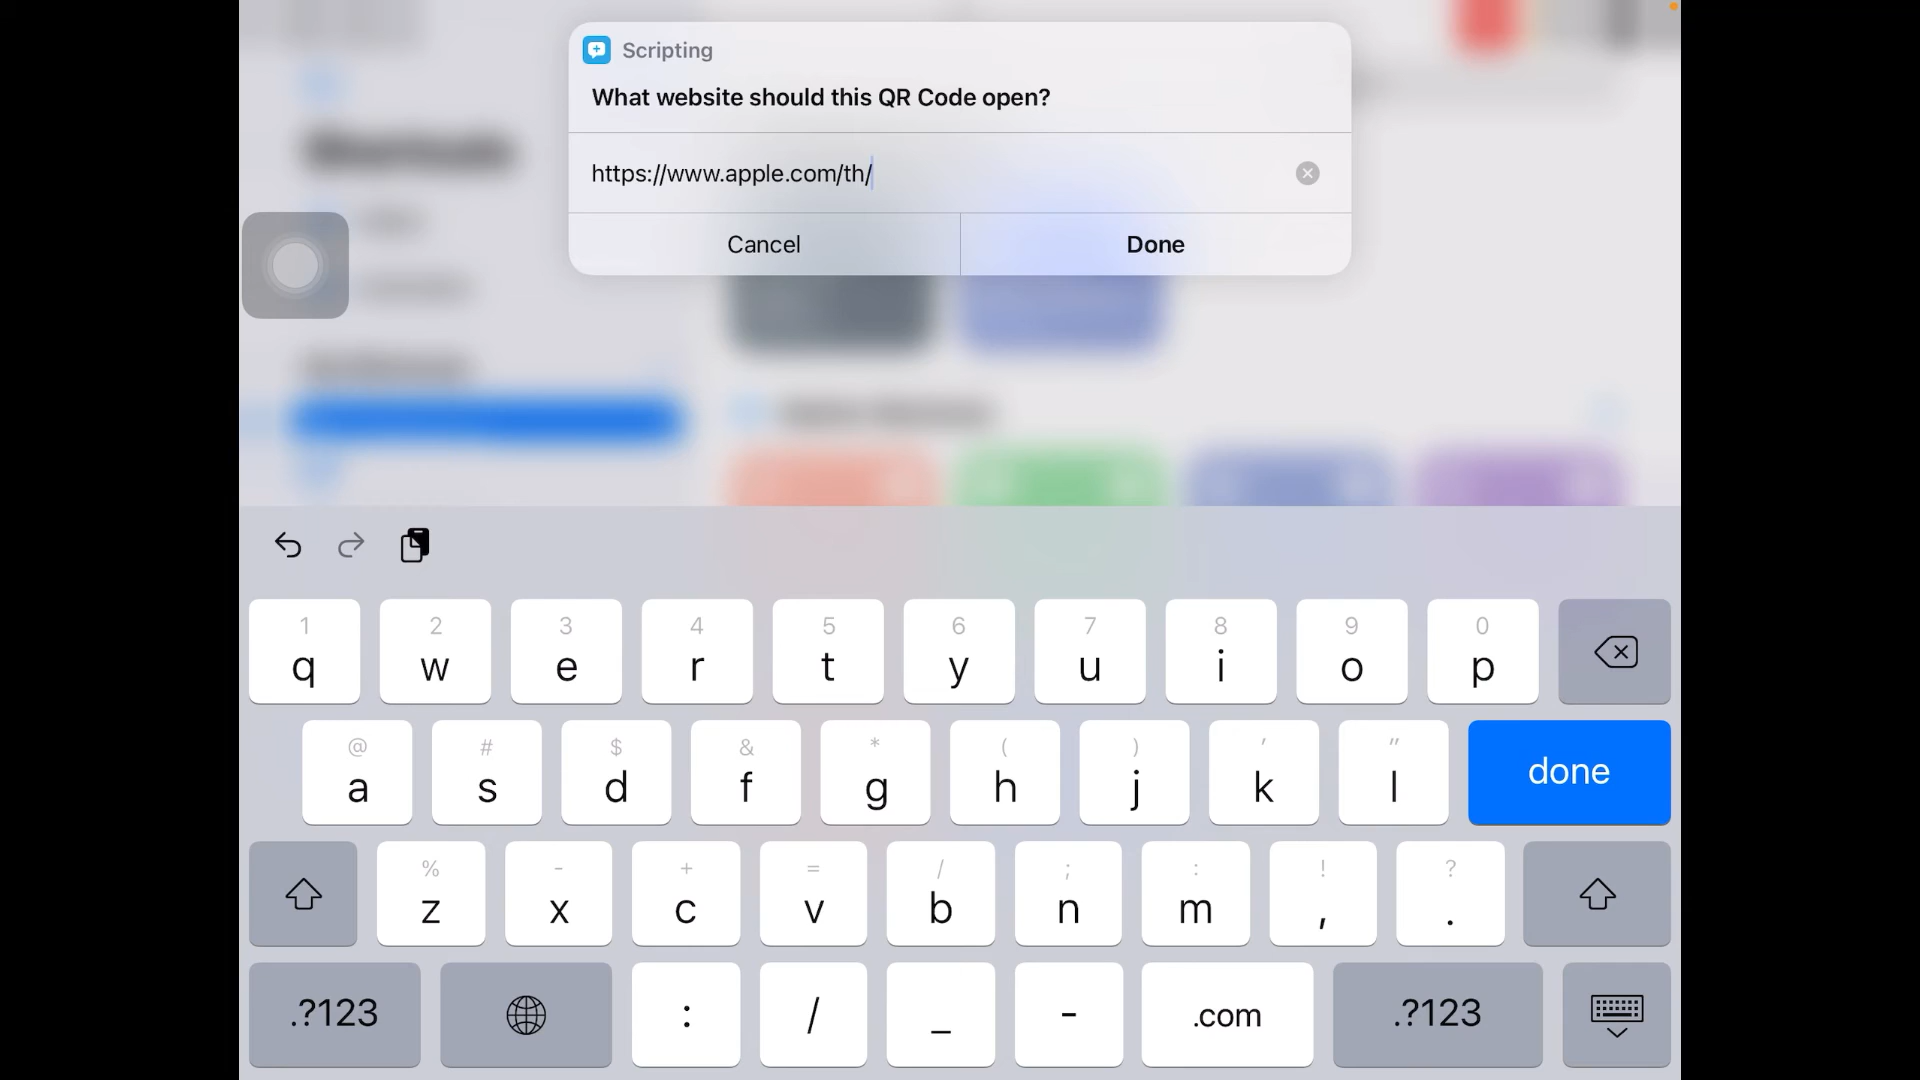 Scripting
What website should this QR Code open?
https://www.apple.com/th/
Cancel
Done
1 2 3 4 5 6 7 8 9 0
q w e r t y u i o p
@ # $ & * ( ) ' "
a s d f g h j k l done
% - + = / ; : ! ?
z x c v b n m , .
.?123 : / _ - .com .?123